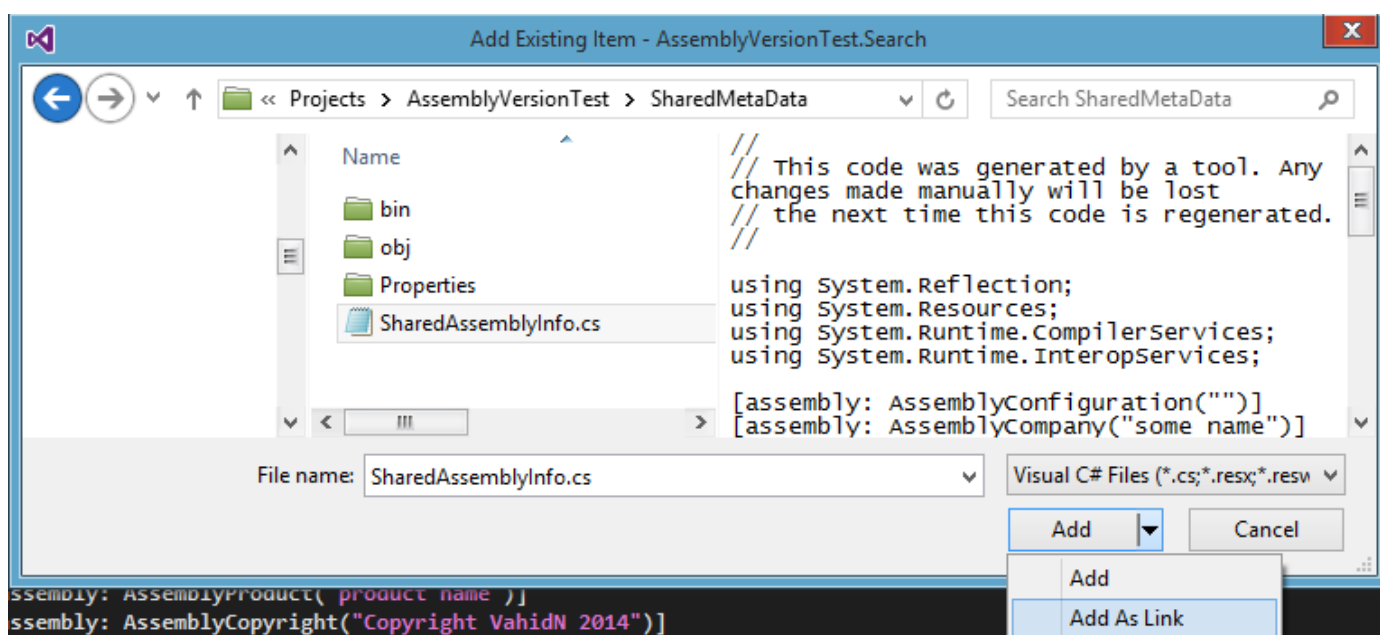 Add Existing Item - AssemblyVersionTest.Search
« Projects > AssemblyVersionTest > SharedMetaData
Search SharedMetaData
Name
bin
obj
Properties
SharedAssemblyInfo.cs
//
// This code was generated by a tool. Any
changes made manually will be lost
// the next time this code is regenerated.
//
using System.Reflection;
using System.Resources;
using System.Runtime.CompilerServices;
using System.Runtime.InteropServices;
[assembly: AssemblyConfiguration("")]
[assembly: AssemblyCompany("some name")]
File name: SharedAssemblyInfo.cs
Visual C# Files (*.cs;*.resx;*.resw
Add
Cancel
Add
Add As Link
ssembly: AssemblyProduct("product name")]
ssembly: AssemblyCopyright("Copyright VahidN 2014")]